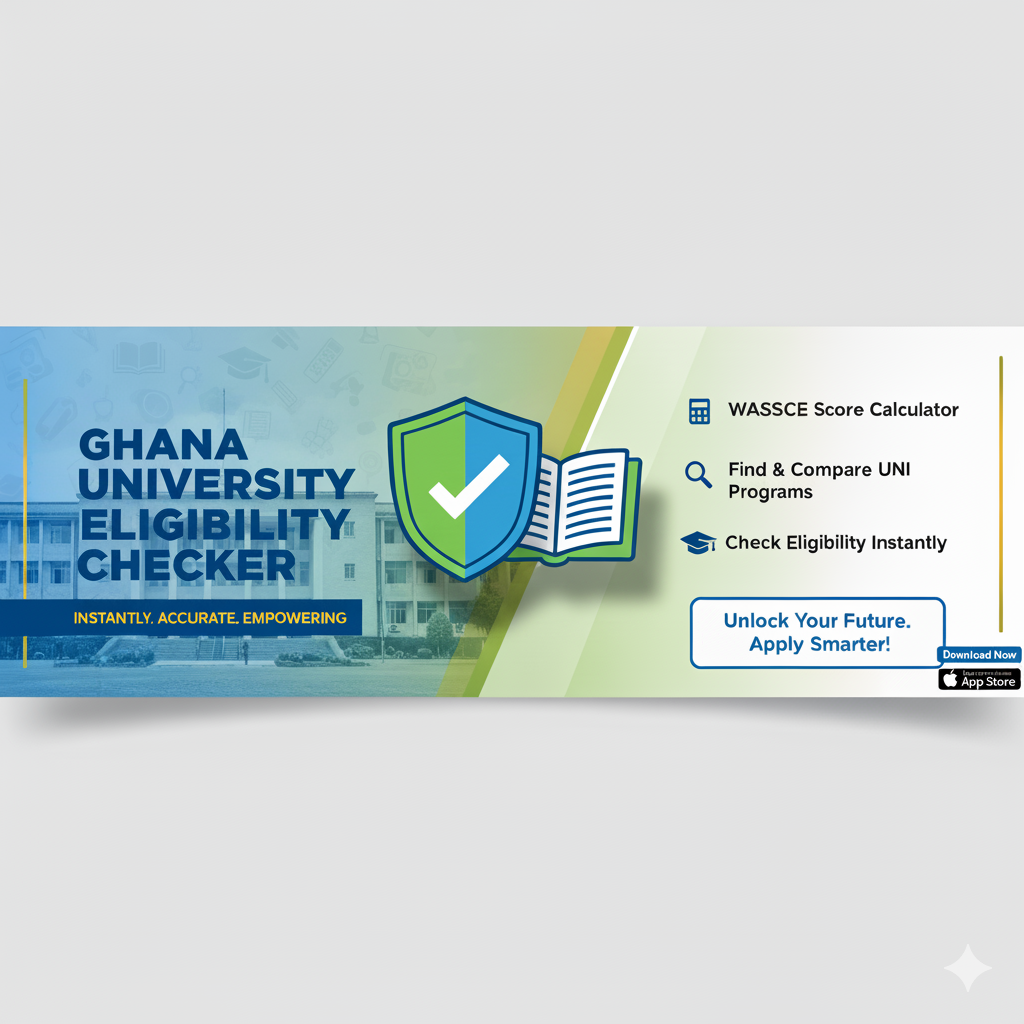 GHANA
UNIVERSITY
ELIGIBILITY
CHECKER
INSTANTLY. ACCURATE. EMPOWERING
WASSCE Score Calculator
Find & Compare UNI
Programs
Check Eligibility Instantly
Unlock Your Future.
Apply Smarter!
Download Now
App Store